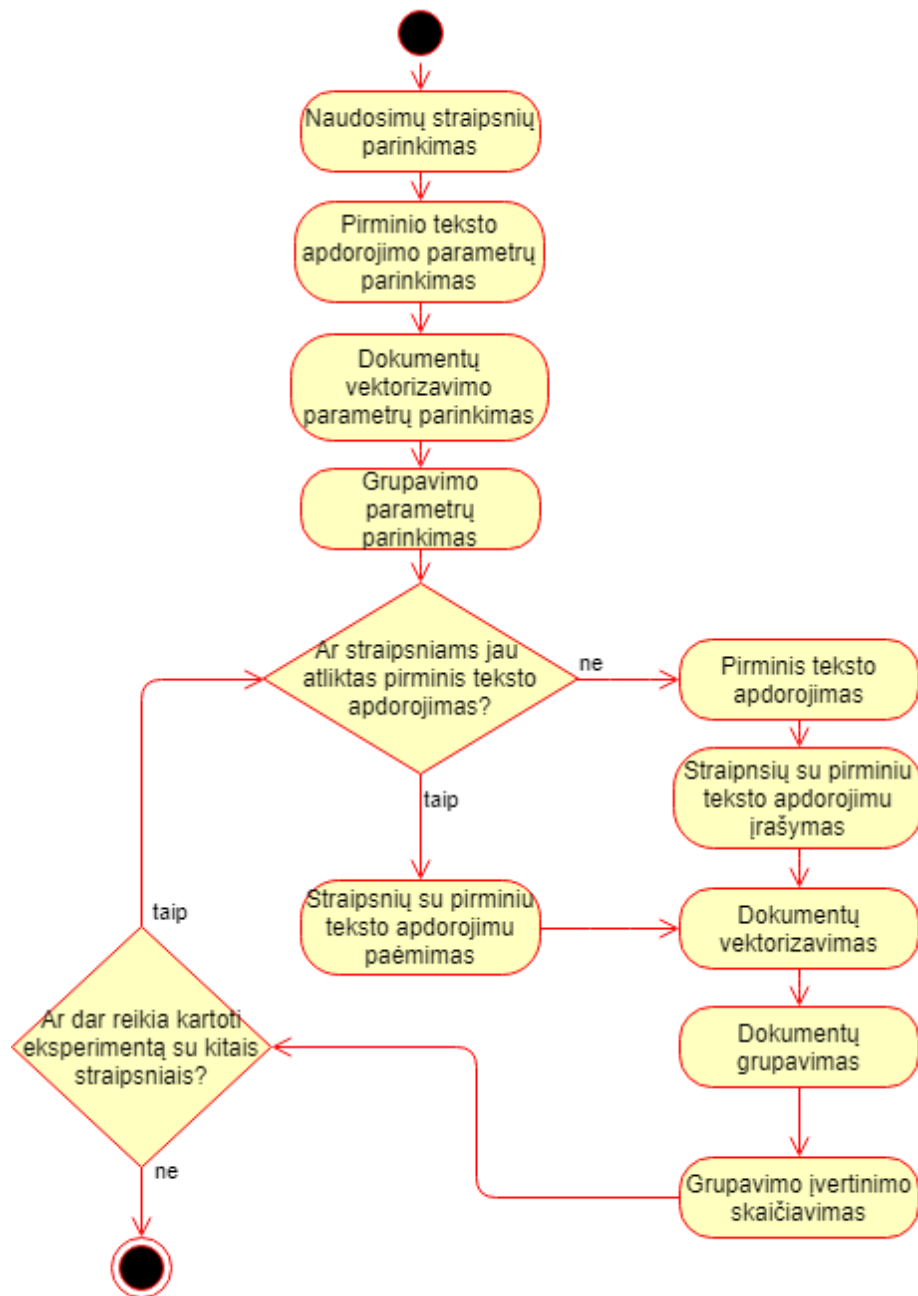 Naudosimų straipsnių
parinkimas
Pirminio teksto
apdorojimo parametrų
parinkimas
Dokumentų
vektorizavimo
parametrų parinkimas
Grupavimo
parametrų
parinkimas
Ar straipsniams jau
atliktas pirminis teksto
apdorojimas?
ne
Pirminis teksto
apdorojimas
Straipnsių su pirminiu
teksto apdorojimu
įrašymas
taip
Straipsnių su pirminiu
teksto apdorojimu
paėmimas
Dokumentų
vektorizavimas
Dokumentų
grupavimas
Grupavimo įvertinimo
skaičiavimas
taip
Ar dar reikia kartoti
eksperimentą su kitais
straipsniais?
ne